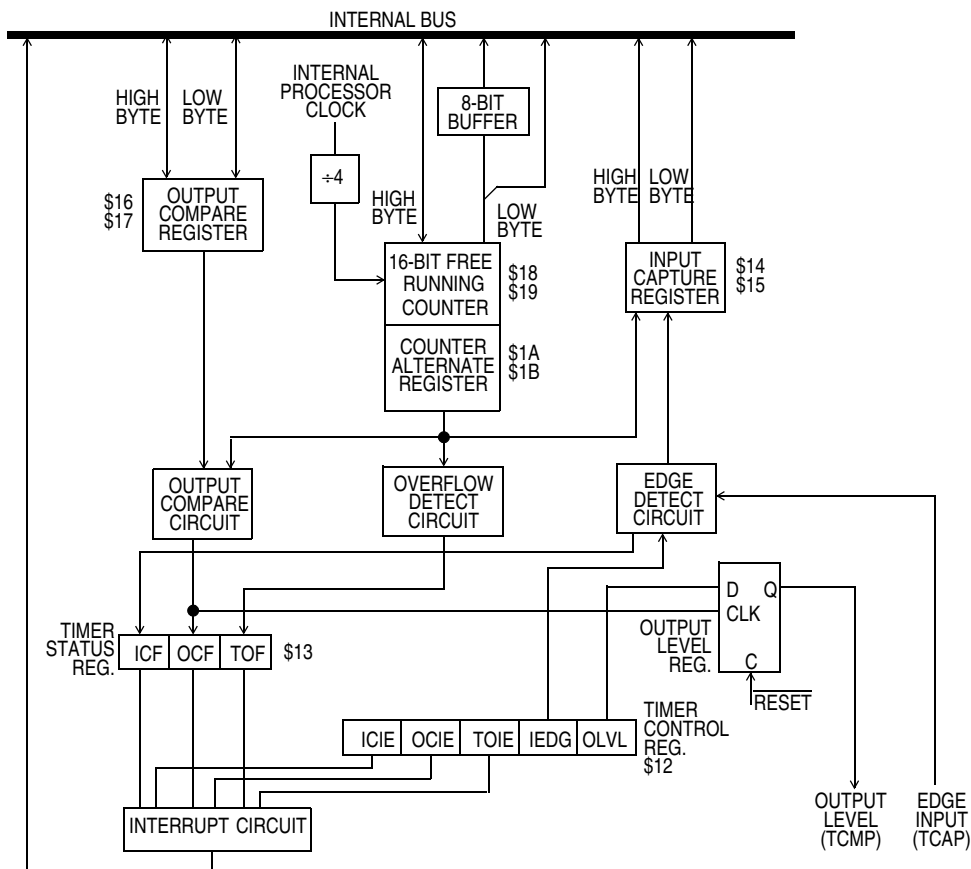 INTERNAL BUS
HIGH
BYTE
LOW
BYTE
INTERNAL
PROCESSOR
CLOCK
8-BIT
BUFFER
÷4
HIGH
BYTE
LOW
BYTE
HIGH
BYTE
LOW
BYTE
$16
$17
OUTPUT
COMPARE
REGISTER
16-BIT FREE
RUNNING
COUNTER
$18
$19
INPUT
CAPTURE
REGISTER
$14
$15
COUNTER
ALTERNATE
REGISTER
$1A
$1B
OUTPUT
COMPARE
CIRCUIT
OVERFLOW
DETECT
CIRCUIT
EDGE
DETECT
CIRCUIT
D Q
CLK
C
OUTPUT
LEVEL
REG.
RESET
TIMER
STATUS
REG.
ICF OCF TOF
$13
ICIE OCIE TOIE IEDG OLVL
TIMER
CONTROL
REG.
$12
INTERRUPT CIRCUIT
OUTPUT
LEVEL
(TCMP)
EDGE
INPUT
(TCAP)